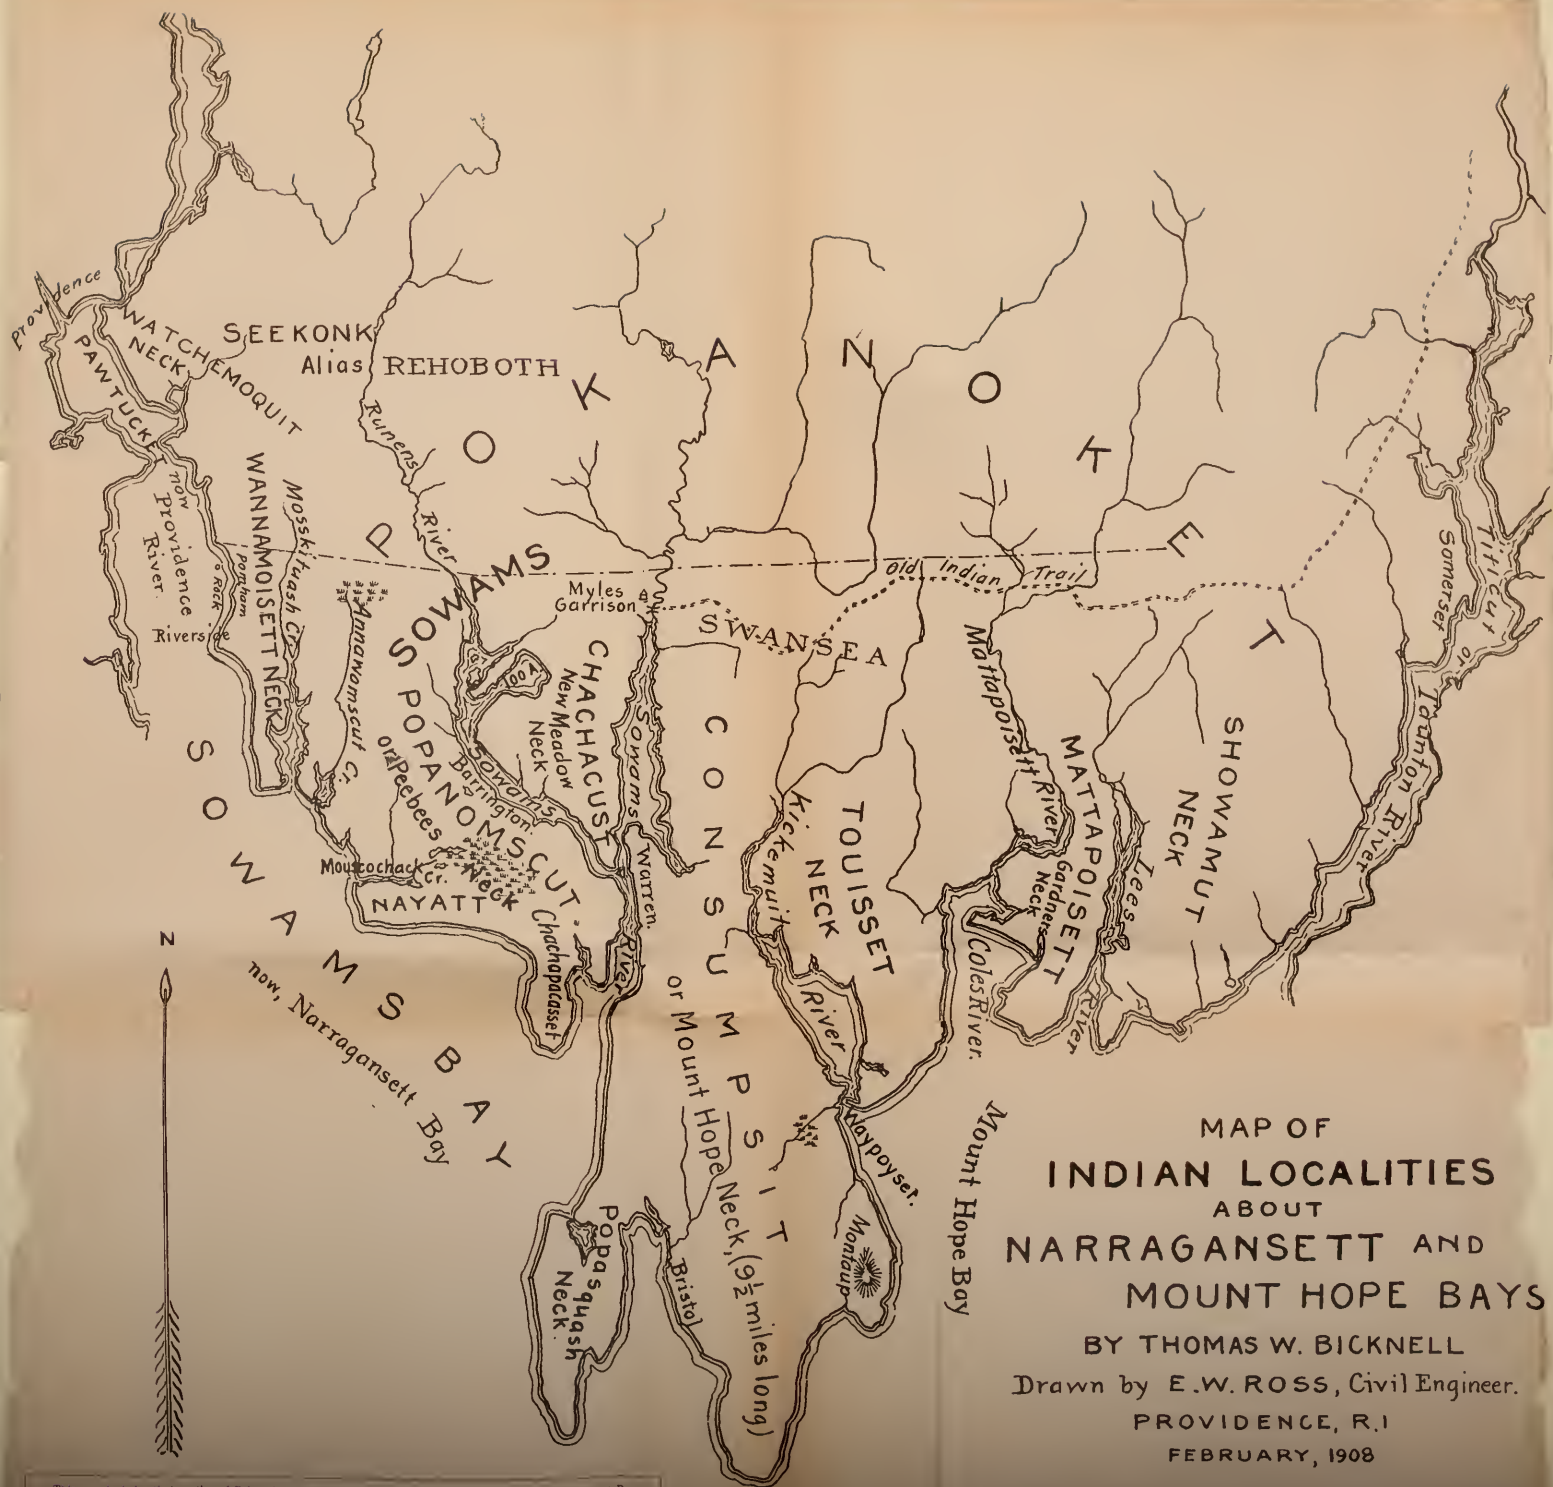 Providence
WATCHEMOQUIT
NECK
PAWTUCKET
now
Providence
River.
SEEKONK
Alias REHOBOTH
POKANOKET
Runens
River
WANNAMOISETT NECK
Mosskituash Cr.
Pomham
Rock
Riverside
Annawomscut Cr.
SOWAMS
POPANOMSCUT
or Peebees
Neck
Sowams
Barrington.
100 A
CHACHACUST
New Meadow
Neck
Myles
Garrison
SWANSEA
Old Indian Trail
Sowams
Warren.
River
Mouscochack
Cr.
NAYATT
Chachapacasset
SOWAMS BAY
now, Narragansett Bay
N
CONSUMPSIT
or Mount Hope Neck, (9½ miles long)
Kickemuit
River
TOUISSET
NECK
Mattapoisett
River
Gardners
Neck
MATTAPOISETT
Coles River.
Lees
River
SHOWAMUT
NECK
Somerset
Titicut
or
Taunton River
Waypoyset.
Montaup
Mount Hope Bay
Popasquash
Neck.
Bristol
MAP OF
INDIAN LOCALITIES
ABOUT
NARRAGANSETT AND
MOUNT HOPE BAYS
BY THOMAS W. BICKNELL
Drawn by E.W. ROSS, Civil Engineer.
PROVIDENCE, R.I
FEBRUARY, 1908